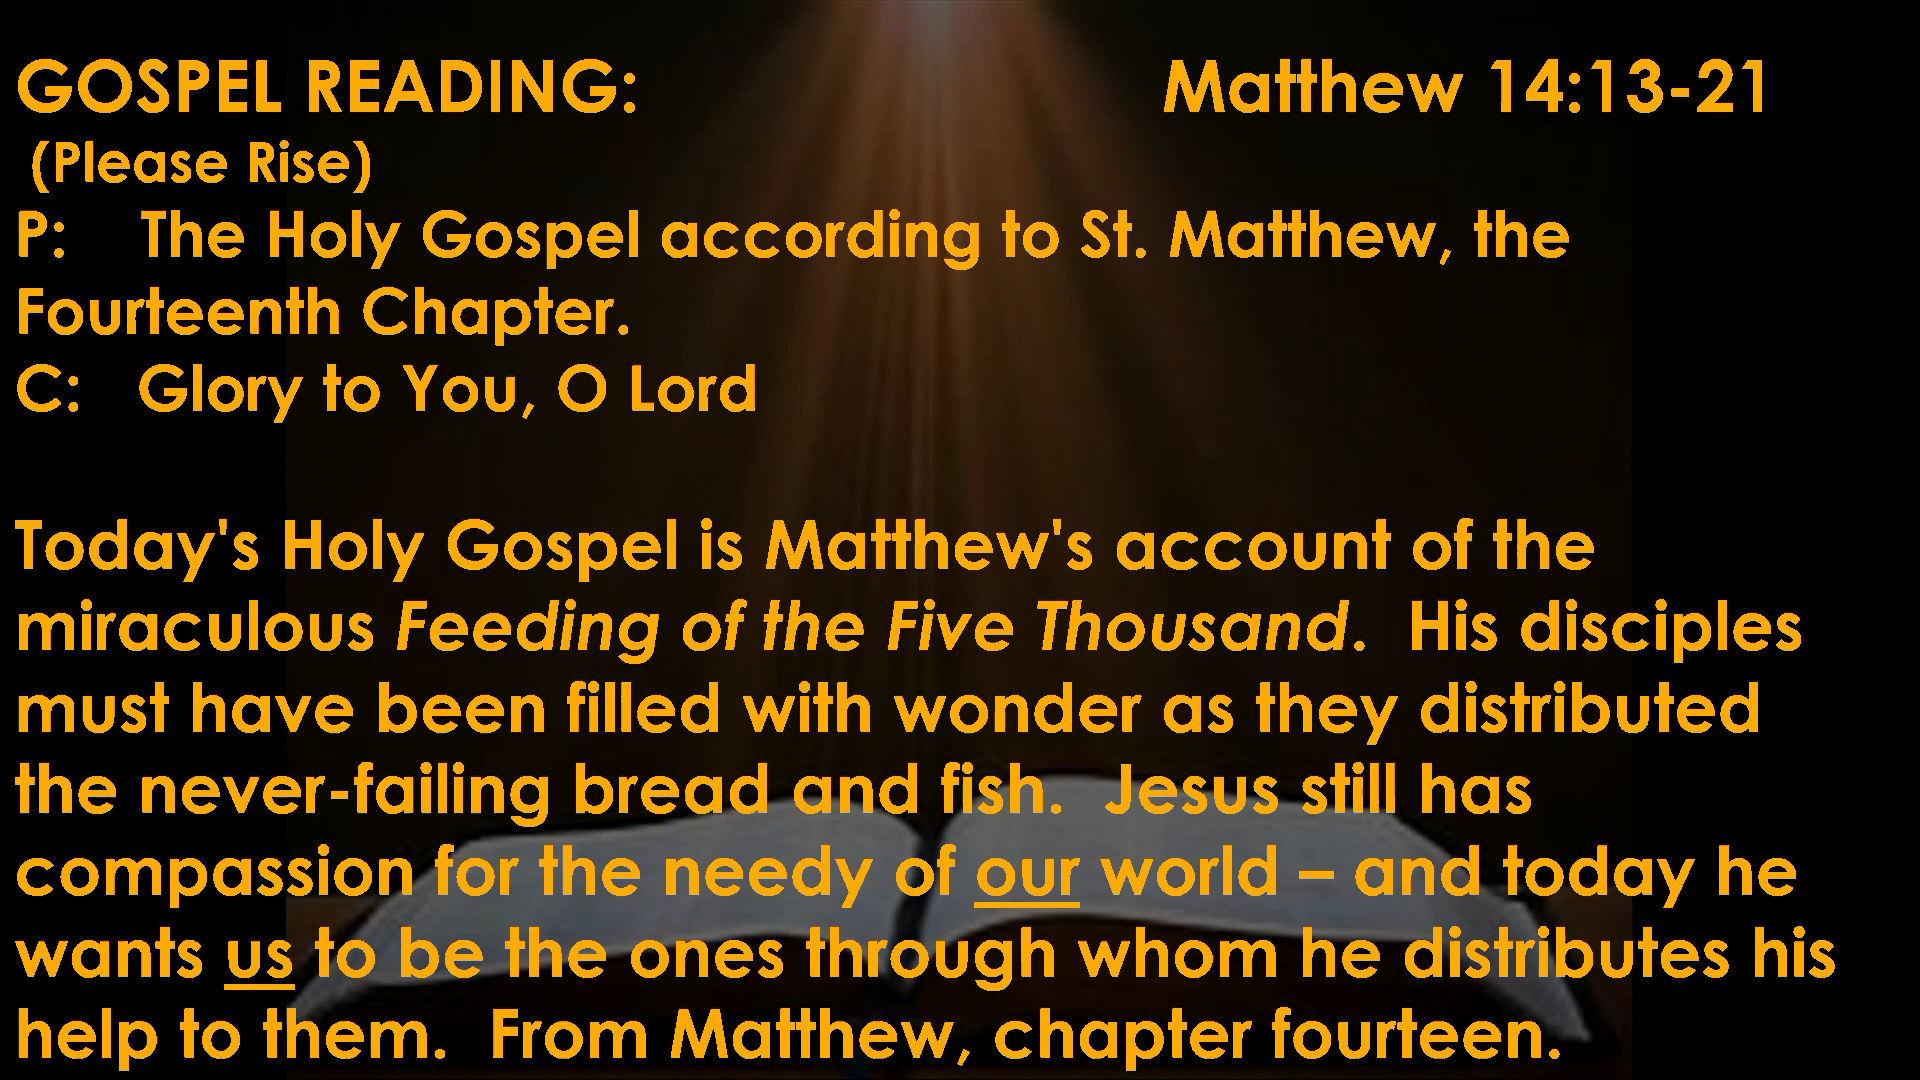 GOSPEL READING: Matthew 14:13-21
(Please Rise)
P: The Holy Gospel according to St. Matthew, the
Fourteenth Chapter.
C: Glory to You, O Lord
Today's Holy Gospel is Matthew's account of the
miraculous Feeding of the Five Thousand. His disciples
must have been filled with wonder as they distributed
the never-failing bread and fish. Jesus still has
compassion for the needy of our world – and today he
wants us to be the ones through whom he distributes his
help to them. From Matthew, chapter fourteen.